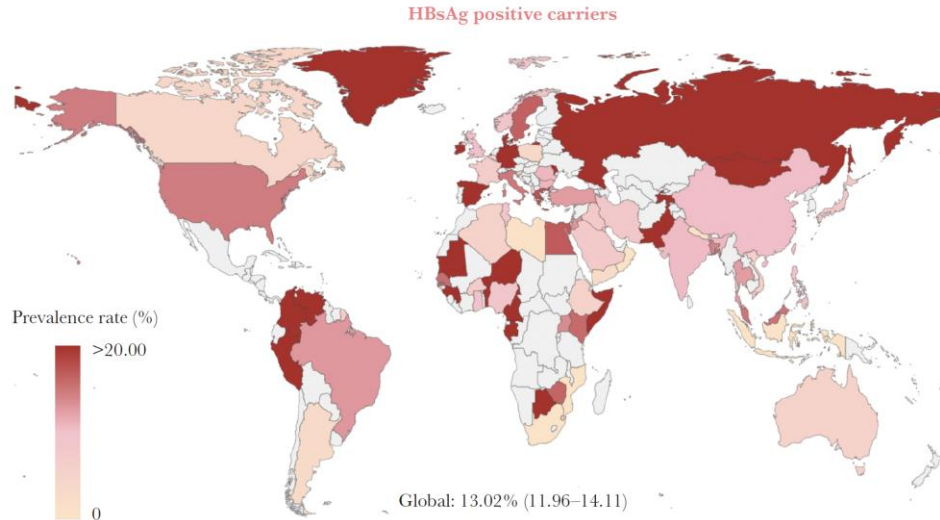 HBsAg positive carriers
Prevalence rate (%)
>20.00
0
Global: 13.02% (11.96–14.11)